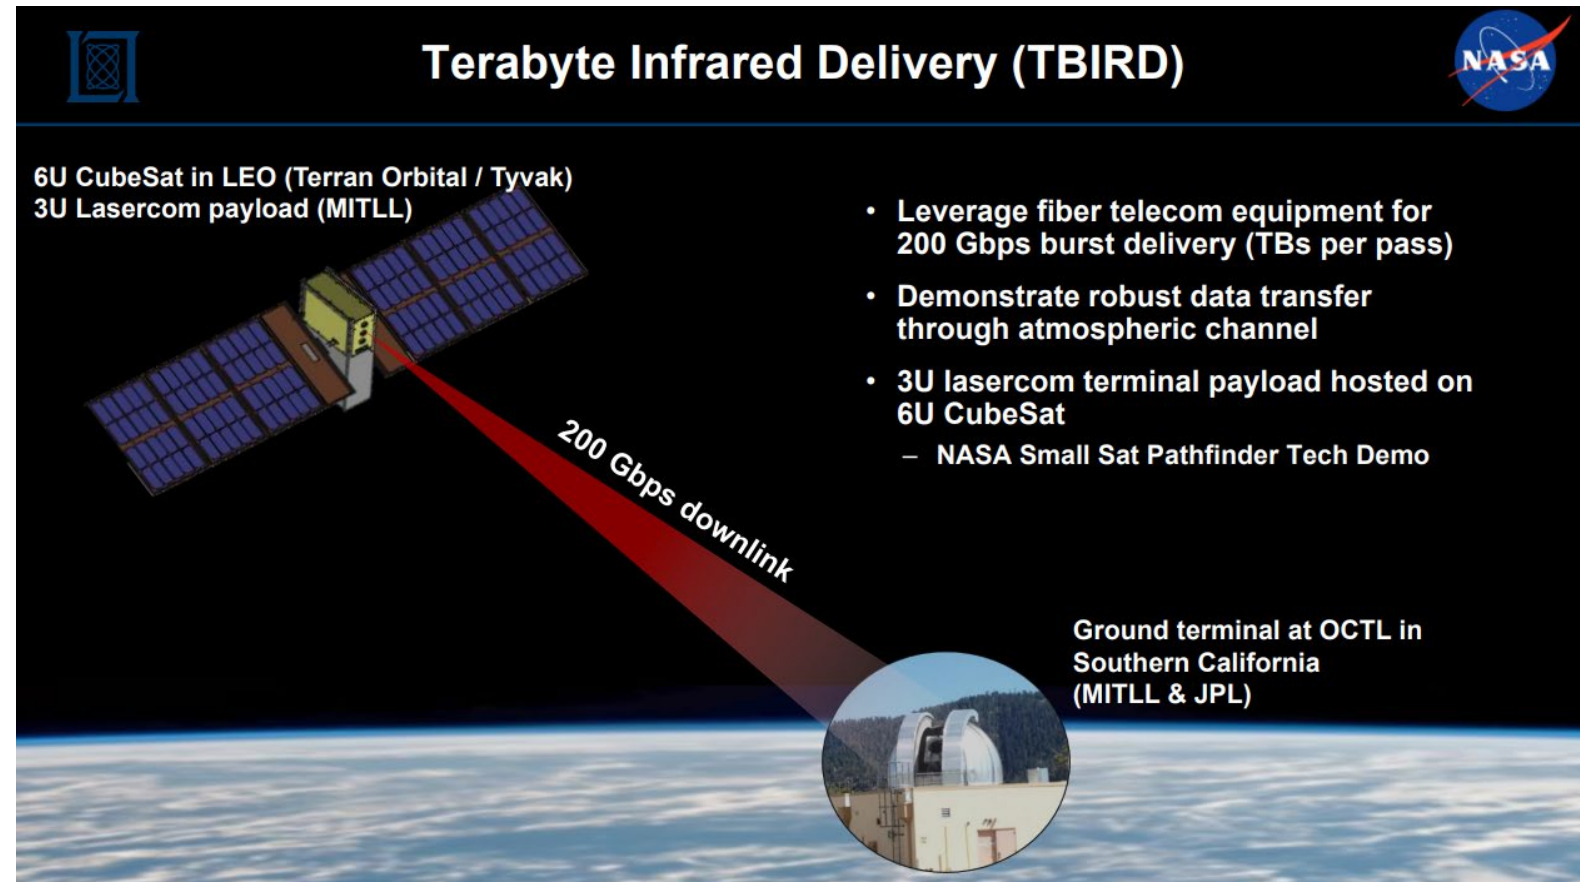 Terabyte Infrared Delivery (TBIRD)
NASA
6U CubeSat in LEO (Terran Orbital / Tyvak)
3U Lasercom payload (MITLL)
• Leverage fiber telecom equipment for
200 Gbps burst delivery (TBs per pass)
• Demonstrate robust data transfer
through atmospheric channel
• 3U lasercom terminal payload hosted on
6U CubeSat
– NASA Small Sat Pathfinder Tech Demo
200 Gbps downlink
Ground terminal at OCTL in
Southern California
(MITLL & JPL)